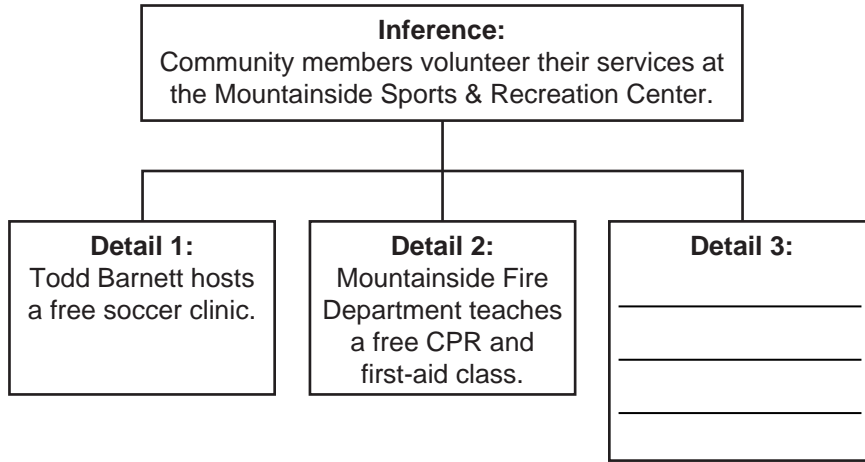 Inference:
Community members volunteer their services at
the Mountainside Sports & Recreation Center.
Detail 1:
Todd Barnett hosts
a free soccer clinic.
Detail 2:
Mountainside Fire
Department teaches
a free CPR and
first-aid class.
Detail 3: